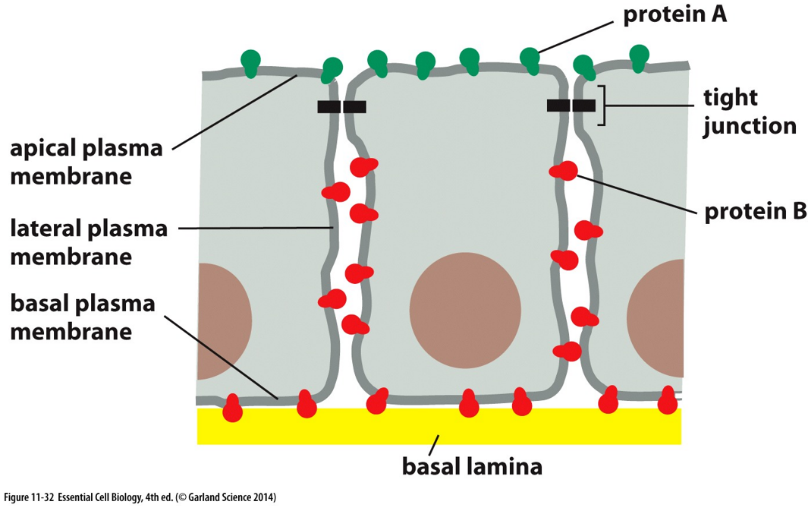 protein A
tight
junction
apical plasma
membrane
protein B
lateral plasma
membrane
basal plasma
membrane
basal lamina
Figure 11-32 Essential Cell Biology, 4th ed. (© Garland Science 2014)